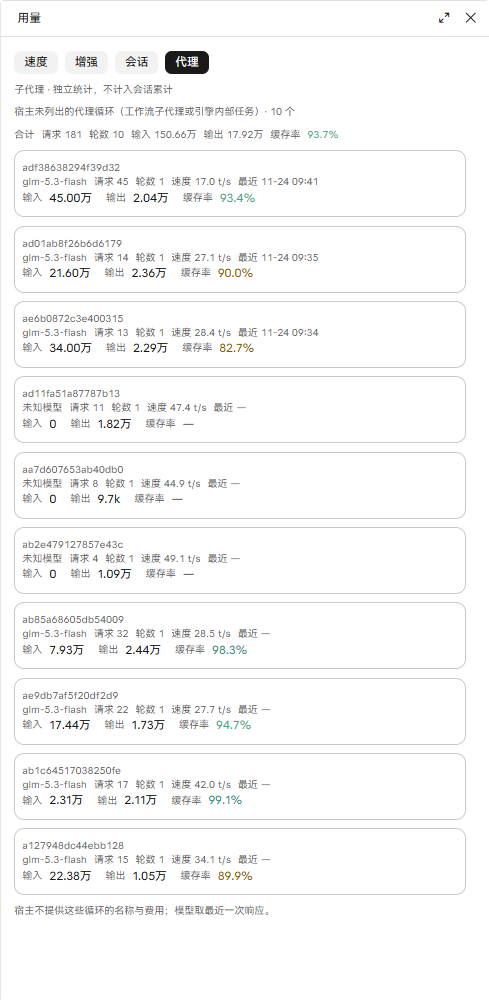 用量
速度 增强 会话 代理
子代理 · 独立统计，不计入会话累计
宿主未列出的代理循环（工作流子代理或引擎内部任务）· 10 个
合计 请求 181 轮数 10 输入 150.66万 输出 17.92万 缓存率 93.7%
adf38638294f39d32
glm-5.3-flash 请求 45 轮数 1 速度 17.0 t/s 最近 11-24 09:41
输入 45.00万 输出 2.04万 缓存率 93.4%
ad01ab8f26b6d6179
glm-5.3-flash 请求 14 轮数 1 速度 27.1 t/s 最近 11-24 09:35
输入 21.60万 输出 2.36万 缓存率 90.0%
ae6b0872c3e400315
glm-5.3-flash 请求 13 轮数 1 速度 28.4 t/s 最近 11-24 09:34
输入 34.00万 输出 2.29万 缓存率 82.7%
ad11fa51a87787b13
未知模型 请求 11 轮数 1 速度 47.4 t/s 最近 —
输入 0 输出 1.82万 缓存率 —
aa7d607653ab40db0
未知模型 请求 8 轮数 1 速度 44.9 t/s 最近 —
输入 0 输出 9.7k 缓存率 —
ab2e479127857e43c
未知模型 请求 4 轮数 1 速度 49.1 t/s 最近 —
输入 0 输出 1.09万 缓存率 —
ab85a68605db54009
glm-5.3-flash 请求 32 轮数 1 速度 28.5 t/s 最近 —
输入 7.93万 输出 2.44万 缓存率 98.3%
ae9db7af5f20df2d9
glm-5.3-flash 请求 22 轮数 1 速度 27.7 t/s 最近 —
输入 17.44万 输出 1.73万 缓存率 94.7%
ab1c64517038250fe
glm-5.3-flash 请求 17 轮数 1 速度 42.0 t/s 最近 —
输入 2.31万 输出 2.11万 缓存率 99.1%
a127948dc44ebb128
glm-5.3-flash 请求 15 轮数 1 速度 34.1 t/s 最近 —
输入 22.38万 输出 1.05万 缓存率 89.9%
宿主不提供这些循环的名称与费用；模型取最近一次响应。